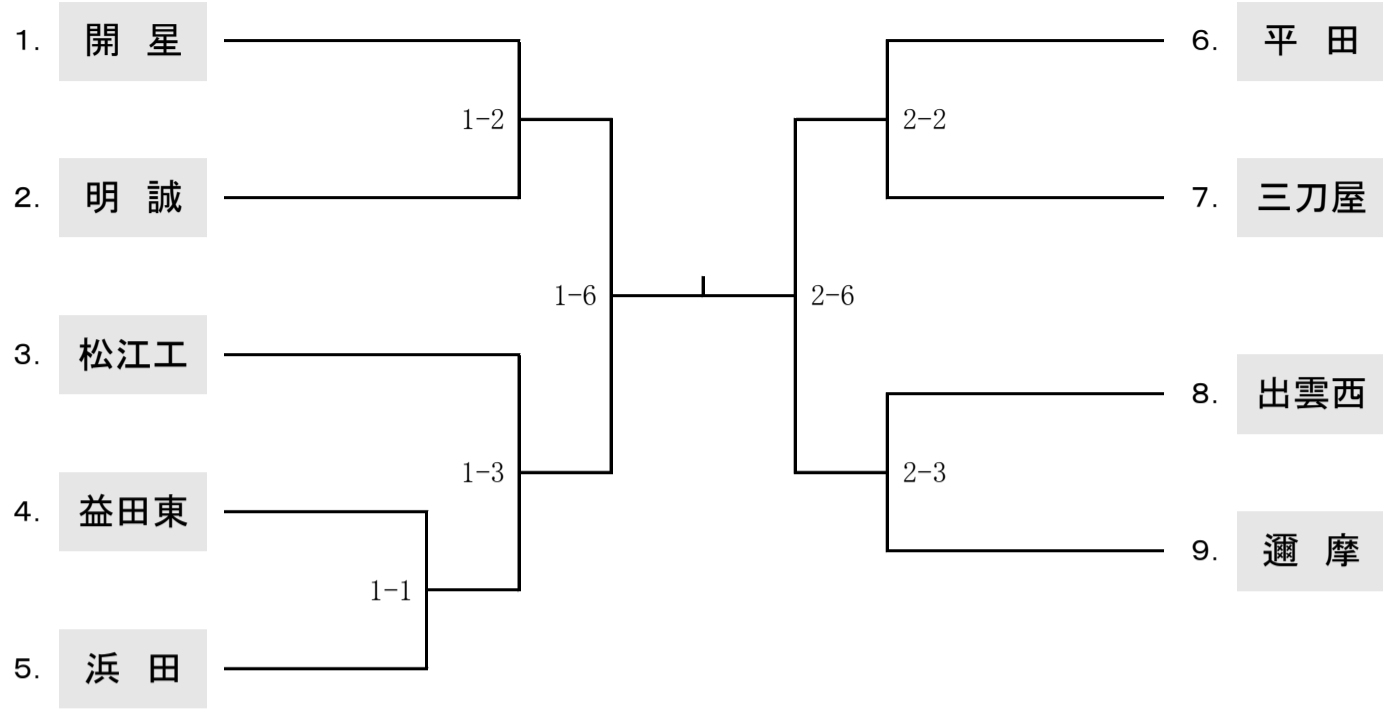 1. 開 星
2. 明 誠
3. 松江工
4. 益田東
5. 浜 田
1-2
1-3
1-1
1-6
2-6
2-2
2-3
6. 平 田
7. 三刀屋
8. 出雲西
9. 邇 摩